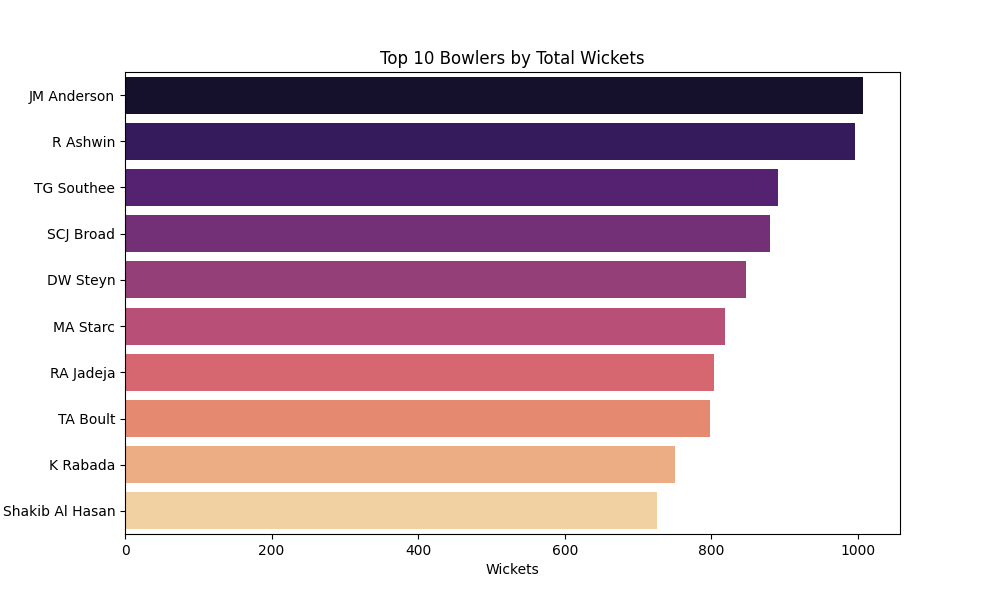 Top 10 Bowlers by Total Wickets
JM Anderson
R Ashwin
TG Southee
SCJ Broad
DW Steyn
MA Starc
RA Jadeja
TA Boult
K Rabada
Shakib Al Hasan
0 200 400 600 800 1000
Wickets